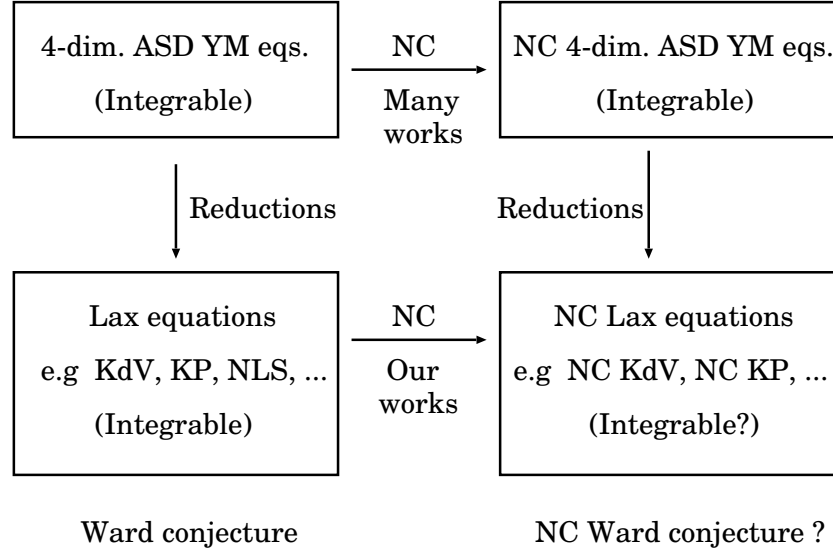 4-dim. ASD YM eqs.
(Integrable)
NC
Many
works
NC 4-dim. ASD YM eqs.
(Integrable)
Reductions
Reductions
Lax equations
e.g KdV, KP, NLS, ...
(Integrable)
NC
Our
works
NC Lax equations
e.g NC KdV, NC KP, ...
(Integrable?)
Ward conjecture
NC Ward conjecture ?